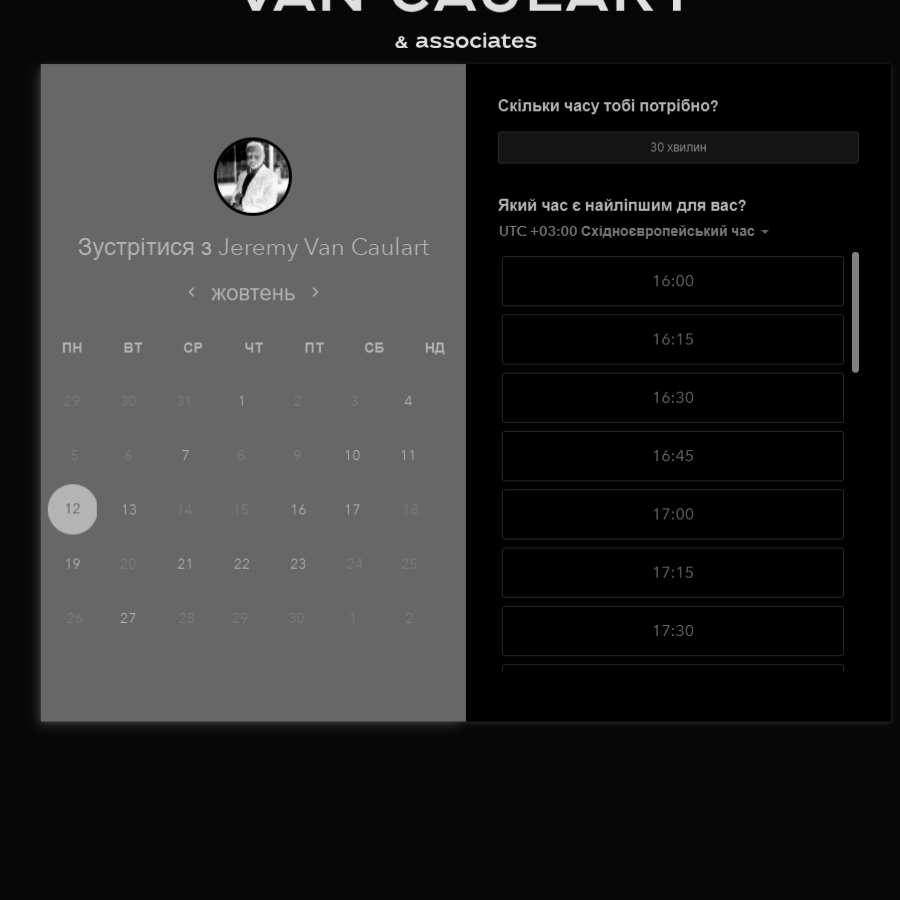 VAN CAULART
& associates
Зустрітися з Jeremy Van Caulart
жовтень
ПН ВТ СР ЧТ ПТ СБ НД
29 30 31 1 2 3 4
5 6 7 8 9 10 11
12 13 14 15 16 17 18
19 20 21 22 23 24 25
26 27 28 29 30 1 2
Скільки часу тобі потрібно?
30 хвилин
Який час є найліпшим для вас?
UTC +03:00 Східноєвропейський час
16:00
16:15
16:30
16:45
17:00
17:15
17:30